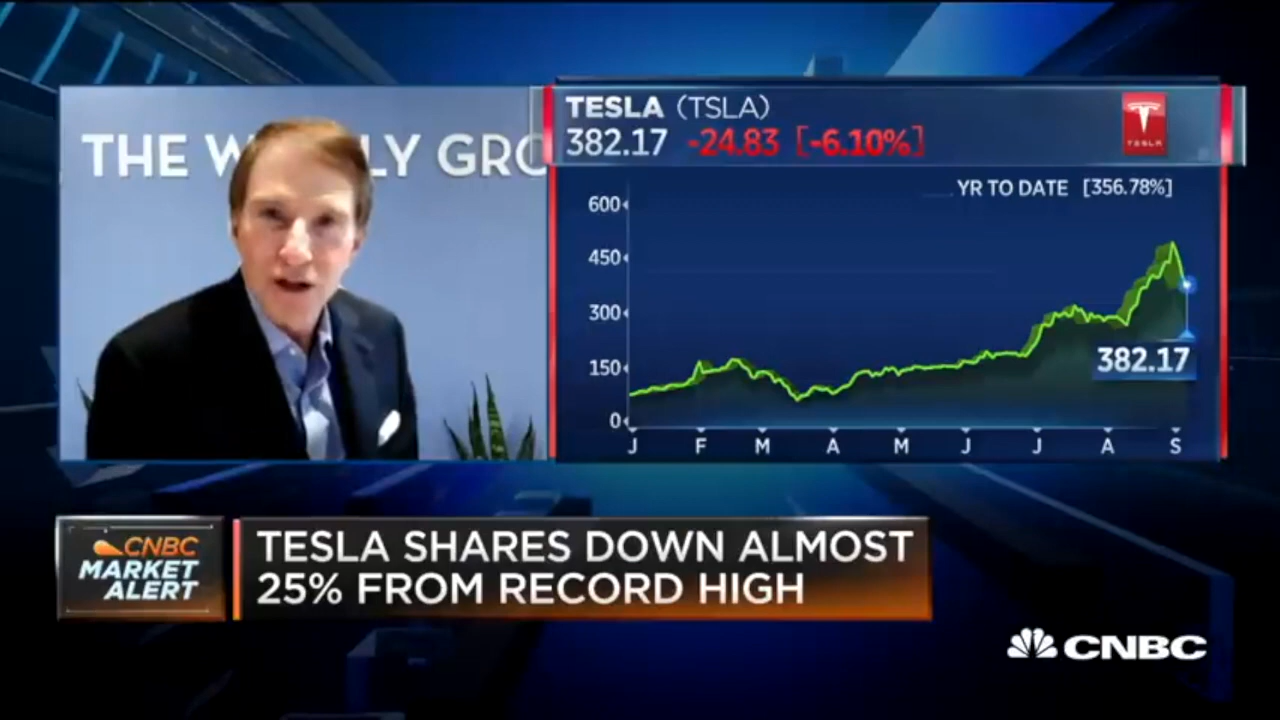 THE W LY GRO
TESLA (TSLA)
382.17 -24.83 [-6.10%]
TESLA
YR TO DATE [356.78%]
600
450
300
150
0
382.17
J F M A M J J A S
CNBC
MARKET
ALERT
TESLA SHARES DOWN ALMOST
25% FROM RECORD HIGH
CNBC